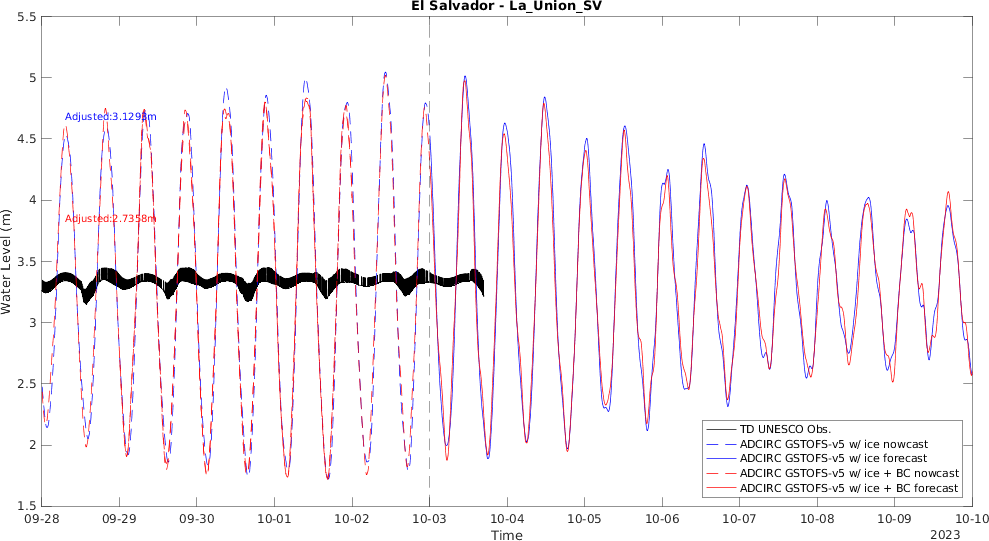 El Salvador - La_Union_SV
Water Level (m)
5.5
5
4.5
4
3.5
3
2.5
2
1.5
Adjusted:3.1293m
Adjusted:2.7358m
TD UNESCO Obs.
ADCIRC GSTOFS-v5 w/ ice nowcast
ADCIRC GSTOFS-v5 w/ ice forecast
ADCIRC GSTOFS-v5 w/ ice + BC nowcast
ADCIRC GSTOFS-v5 w/ ice + BC forecast
09-28 09-29 09-30 10-01 10-02 10-03 10-04 10-05 10-06 10-07 10-08 10-09 10-10
Time
2023